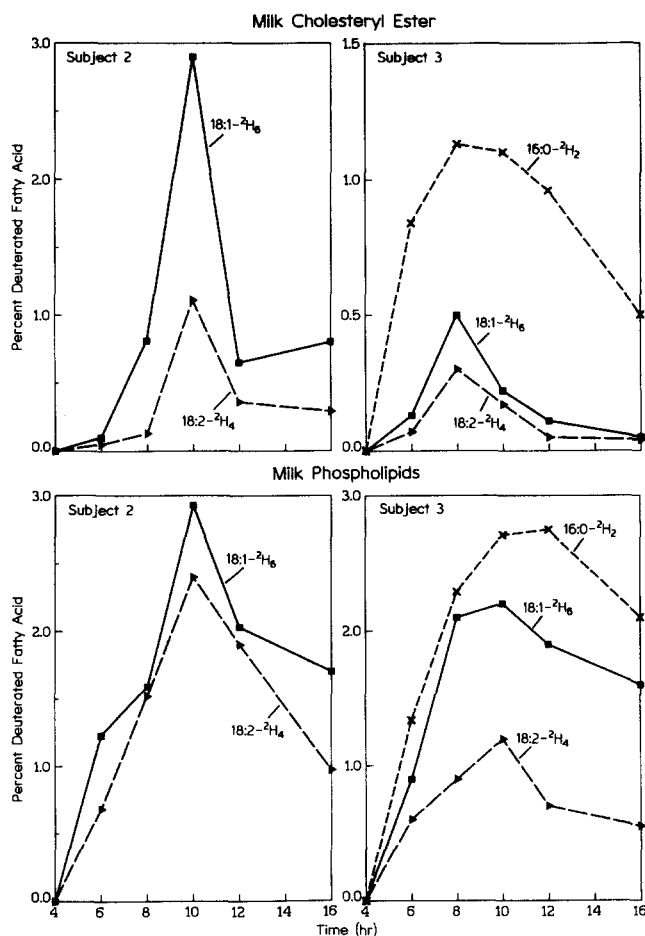 Milk Cholesteryl Ester
Subject 2
Subject 3
Percent Deuterated Fatty Acid
3.0
2.0
1.0
0.0
18:1-²H₆
18:2-²H₄
1.5
1.0
0.5
0.0
16:0-²H₂
18:1-²H₆
18:2-²H₄
Milk Phospholipids
Subject 2
Subject 3
Percent Deuterated Fatty Acid
3.0
2.0
1.0
0.0
18:1-²H₆
18:2-²H₄
3.0
2.0
1.0
0.0
16:0-²H₂
18:1-²H₆
18:2-²H₄
4 6 8 10 12 14 16
4 6 8 10 12 14 16
Time (hr)